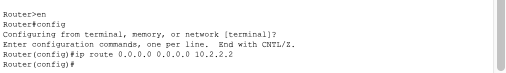 Router>en
Router#config
Configuring from terminal, memory, or network [terminal]?
Enter configuration commands, one per line.  End with CNTL/Z.
Router(config)#ip route 0.0.0.0 0.0.0.0 10.2.2.2
Router(config)#